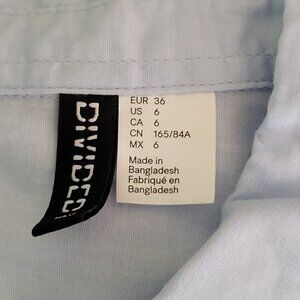 DIVIDED
EUR 36
US 6
CA 6
CN 165/84A
MX 6
Made in
Bangladesh
Fabriqué en
Bangladesh